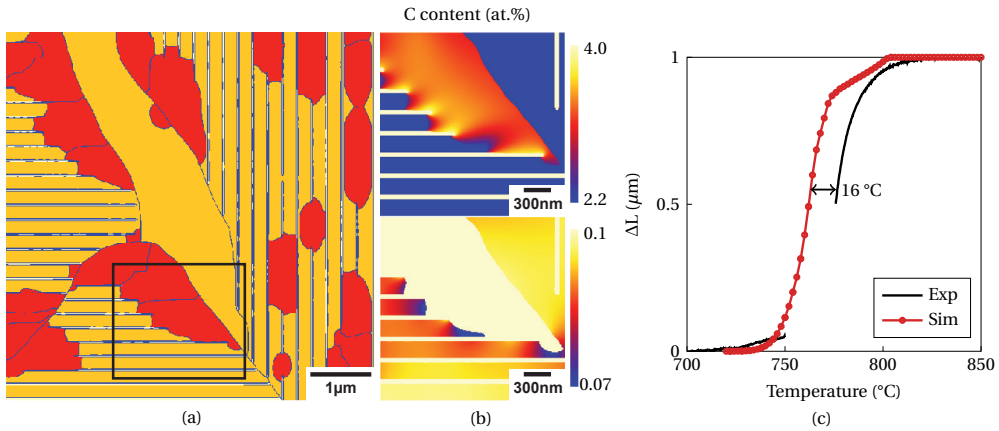 C content (at.%)
4.0
2.2
300nm
0.1
0.07
300nm
1μm
(a)
(b)
1
0.5
0
ΔL (μm)
16 °C
Exp
Sim
700
750
800
850
Temperature (°C)
(c)